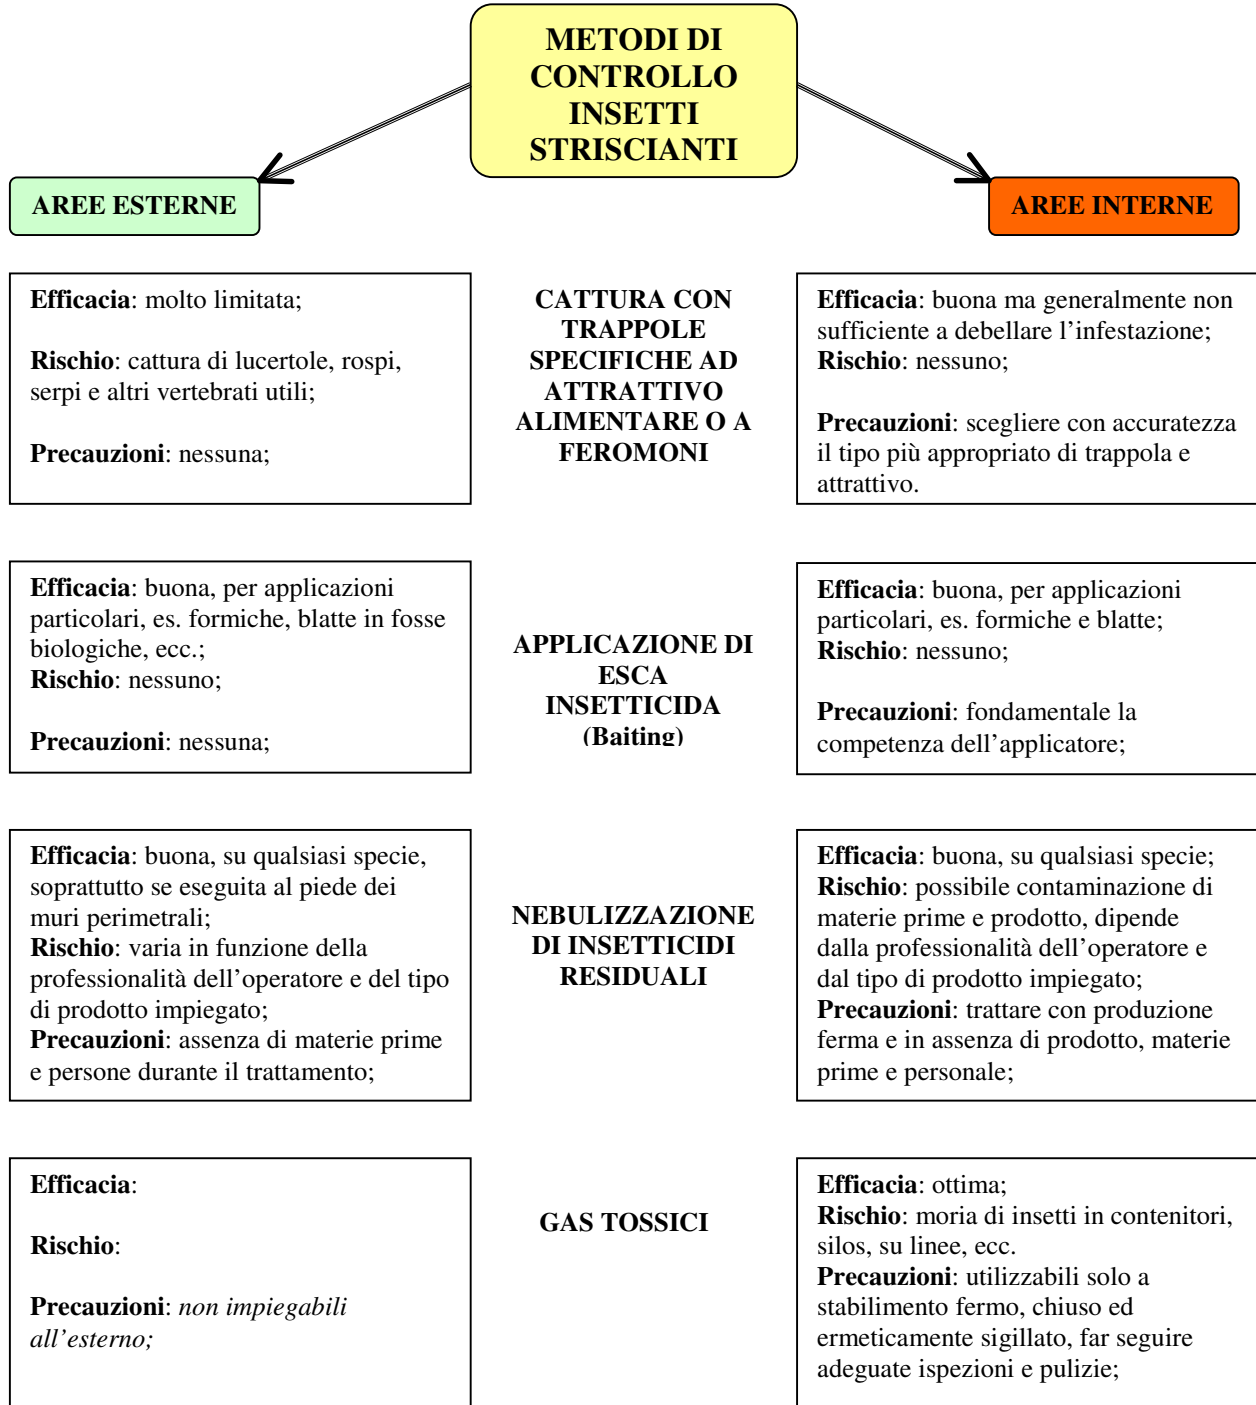 METODI DI
CONTROLLO
INSETTI
STRISCIANTI
AREE ESTERNE
AREE INTERNE
Efficacia: molto limitata;
Rischio: cattura di lucertole, rospi,
serpi e altri vertebrati utili;
Precauzioni: nessuna;
CATTURA CON
TRAPPOLE
SPECIFICHE AD
ATTRATTIVO
ALIMENTARE O A
FEROMONI
Efficacia: buona ma generalmente non
sufficiente a debellare l’infestazione;
Rischio: nessuno;
Precauzioni: scegliere con accuratezza
il tipo più appropriato di trappola e
attrattivo.
Efficacia: buona, per applicazioni
particolari, es. formiche, blatte in fosse
biologiche, ecc.;
Rischio: nessuno;
Precauzioni: nessuna;
APPLICAZIONE DI
ESCA
INSETTICIDA
(Baiting)
Efficacia: buona, per applicazioni
particolari, es. formiche e blatte;
Rischio: nessuno;
Precauzioni: fondamentale la
competenza dell’applicatore;
Efficacia: buona, su qualsiasi specie,
soprattutto se eseguita al piede dei
muri perimetrali;
Rischio: varia in funzione della
professionalità dell’operatore e del tipo
di prodotto impiegato;
Precauzioni: assenza di materie prime
e persone durante il trattamento;
NEBULIZZAZIONE
DI INSETTICIDI
RESIDUALI
Efficacia: buona, su qualsiasi specie;
Rischio: possibile contaminazione di
materie prime e prodotto, dipende
dalla professionalità dell’operatore e
dal tipo di prodotto impiegato;
Precauzioni: trattare con produzione
ferma e in assenza di prodotto, materie
prime e personale;
Efficacia:
Rischio:
Precauzioni: non impiegabili
all’esterno;
GAS TOSSICI
Efficacia: ottima;
Rischio: moria di insetti in contenitori,
silos, su linee, ecc.
Precauzioni: utilizzabili solo a
stabilimento fermo, chiuso ed
ermeticamente sigillato, far seguire
adeguate ispezioni e pulizie;